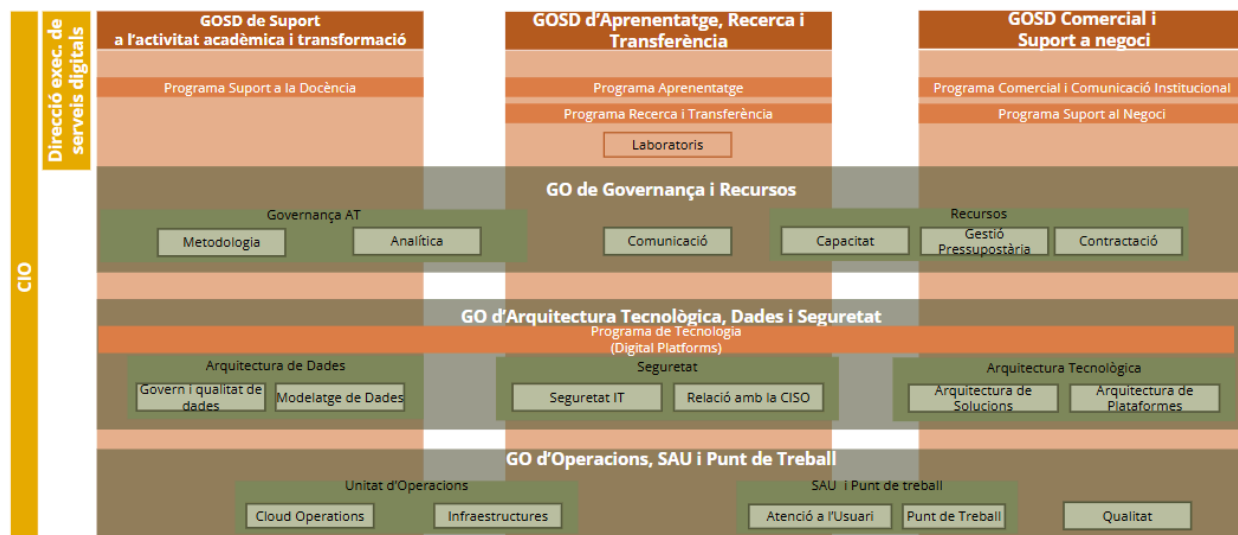 CIO
Direcció exec. de
serveis digitals
GOSD de Suport
a l'activitat acadèmica i transformació
GOSD d'Aprenentatge, Recerca i
Transferència
GOSD Comercial i
Suport a negoci
Programa Suport a la Docència
Programa Aprenentatge
Programa Comercial i Comunicació Institucional
Programa Recerca i Transferència
Programa Suport al Negoci
Laboratoris
GO de Governança i Recursos
Governança AT
Recursos
Metodologia
Analítica
Comunicació
Capacitat
Gestió
Pressupostària
Contractació
GO d'Arquitectura Tecnològica, Dades i Seguretat
Programa de Tecnologia
(Digital Platforms)
Arquitectura de Dades
Seguretat
Arquitectura Tecnològica
Govern i qualitat de
dades
Modelatge de Dades
Seguretat IT
Relació amb la CISO
Arquitectura de
Solucions
Arquitectura de
Plataformes
GO d'Operacions, SAU i Punt de Treball
Unitat d'Operacions
SAU i Punt de treball
Cloud Operations
Infraestructures
Atenció a l'Usuari
Punt de Treball
Qualitat